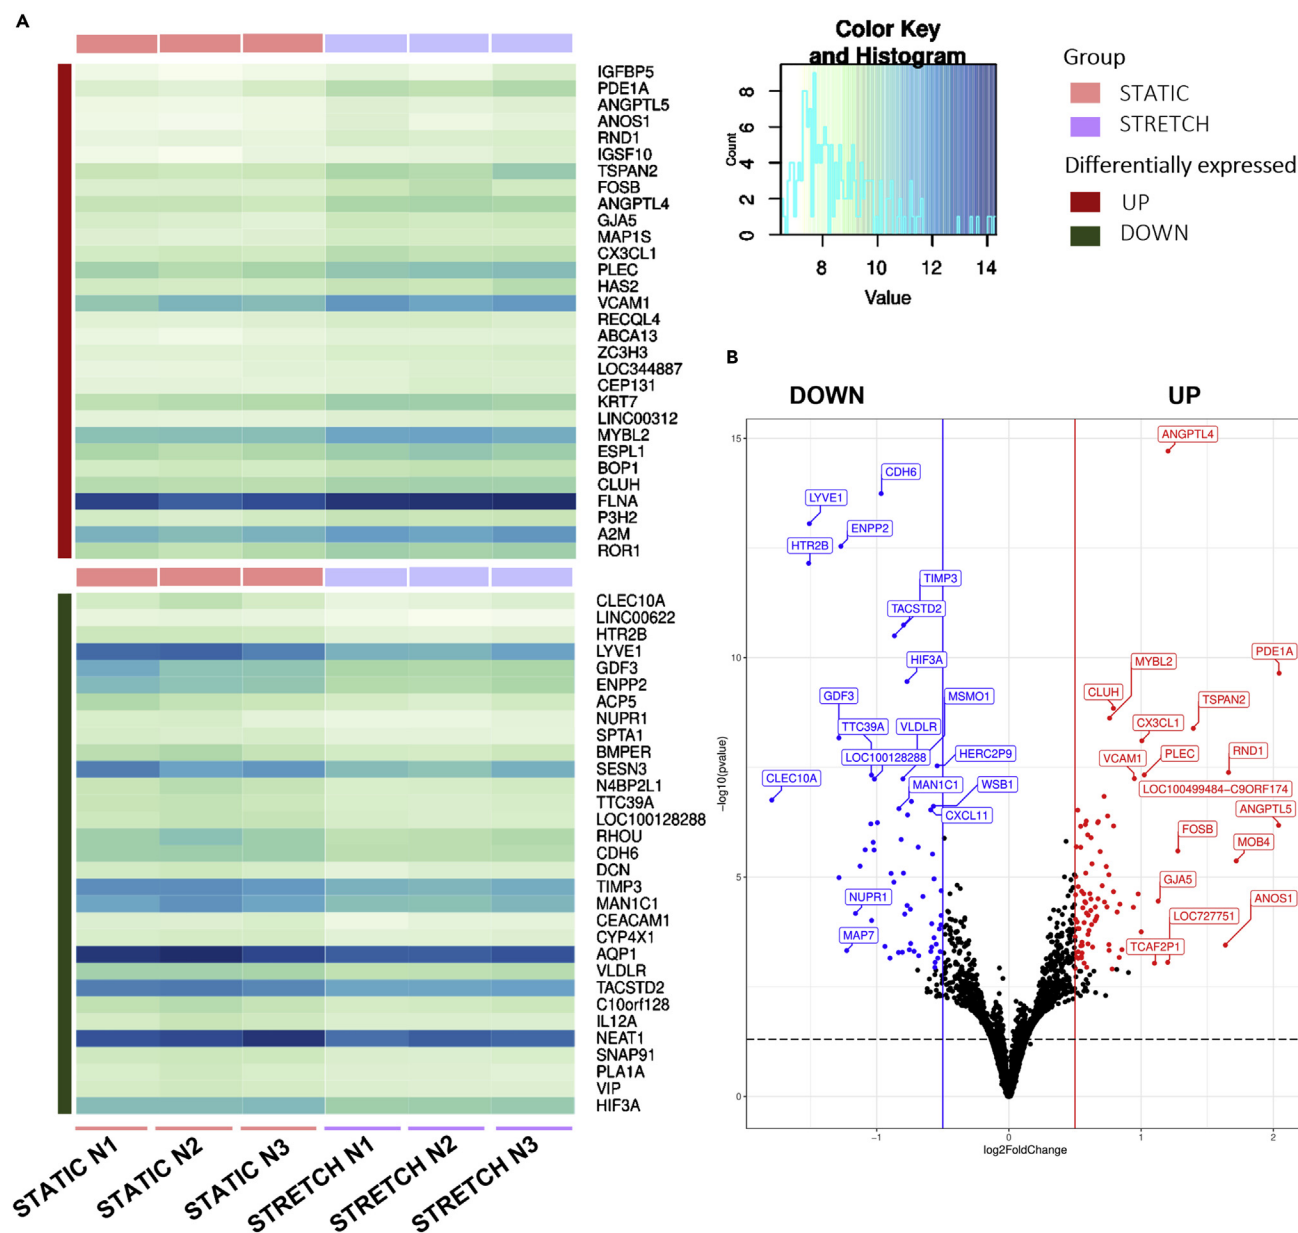 A
IGFBP5
PDE1A
ANGPTL5
ANOS1
RND1
IGSF10
TSPAN2
FOSB
ANGPTL4
GJA5
MAP1S
CX3CL1
PLEC
HAS2
VCAM1
RECQL4
ABCA13
ZC3H3
LOC344887
CEP131
KRT7
LINC00312
MYBL2
ESPL1
BOP1
CLUH
FLNA
P3H2
A2M
ROR1
CLEC10A
LINC00622
HTR2B
LYVE1
GDF3
ENPP2
ACP5
NUPR1
SPTA1
BMPER
SESN3
N4BP2L1
TTC39A
LOC100128288
RHOU
CDH6
DCN
TIMP3
MAN1C1
CEACAM1
CYP4X1
AQP1
VLDLR
TACSTD2
C10orf128
IL12A
NEAT1
SNAP91
PLA1A
VIP
HIF3A
STATIC N1
STATIC N2
STATIC N3
STRETCH N1
STRETCH N2
STRETCH N3
Color Key
and Histogram
Count
8
6
4
2
0
8 10 12 14
Value
Group
STATIC
STRETCH
Differentially expressed
UP
DOWN
B
DOWN UP
ANGPTL4
CDH6
LYVE1
ENPP2
HTR2B
TIMP3
TACSTD2
HIF3A
PDE1A
MYBL2
GDF3
MSMO1
CLUH
TSPAN2
TTC39A
VLDLR
CX3CL1
LOC100128288
HERC2P9
VCAM1
PLEC
RND1
CLEC10A
MAN1C1
WSB1
LOC100499484-C9ORF174
CXCL11
ANGPTL5
FOSB
MOB4
GJA5
NUPR1
ANOS1
LOC727751
MAP7
TCAF2P1
15
10
5
0
-log10(pvalue)
-1 0 1 2
log2FoldChange